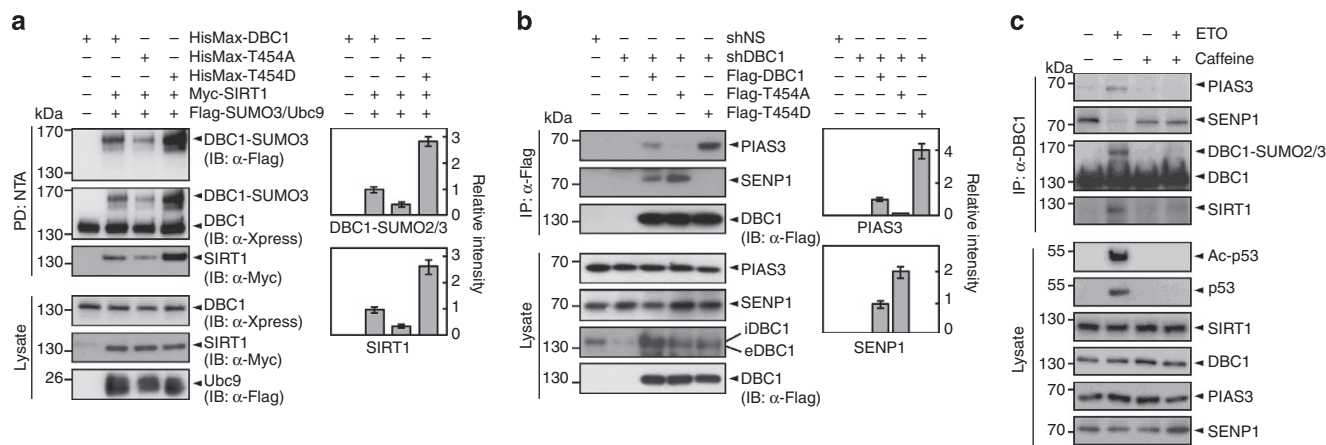 a
+ + – – HisMax-DBC1 – + – –
– – + – HisMax-T454A – – + –
– – – + HisMax-T454D – – – +
– + + + Myc-SIRT1 – + + +
kDa – + + + Flag-SUMO3/Ubc9 – + + +
170
DBC1-SUMO3
(IB: α-Flag)
130
170
DBC1-SUMO3
DBC1
130
(IB: α-Xpress)
SIRT1
130
(IB: α-Myc)
PD: NTA
DBC1
130
(IB: α-Xpress)
SIRT1
130
(IB: α-Myc)
26
Ubc9
(IB: α-Flag)
Lysate
3
2
1
0
DBC1-SUMO2/3
3
2
1
0
SIRT1
Relative intensity
b
+ – – – – shNS + – – – –
– + + + + shDBC1 – + + + +
– – + – – Flag-DBC1 – – + – –
– – – + – Flag-T454A – – – + –
kDa – – – – + Flag-T454D – – – – +
70 PIAS3
70 SENP1
130 DBC1
(IB: α-Flag)
IP: α-Flag
70 PIAS3
70 SENP1
iDBC1
130
eDBC1
130 DBC1
(IB: α-Flag)
Lysate
4
2
0
PIAS3
2
1
0
SENP1
Relative intensity
c
– + – + ETO
– – + + Caffeine
kDa
70 PIAS3
70 SENP1
170 DBC1-SUMO2/3
130 DBC1
130 SIRT1
IP: α-DBC1
55 Ac-p53
55 p53
130 SIRT1
130 DBC1
70 PIAS3
70 SENP1
Lysate